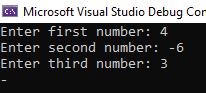 Microsoft Visual Studio Debug Con
Enter first number: 4
Enter second number: -6
Enter third number: 3
-